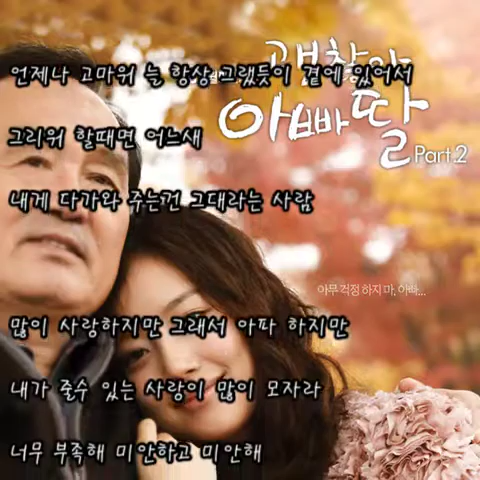 괜찮아
아빠 딸
Part.2
언제나 고마워 늘 항상 그랬듯이 곁에 있어서
그리워 할때면 어느새
내게 다가와 주는건 그대라는 사람
아무 걱정 하지 마, 아빠...
많이 사랑하지만 그래서 아파 하지만
내가 줄수 있는 사랑이 많이 모자라
너무 부족해 미안하고 미안해